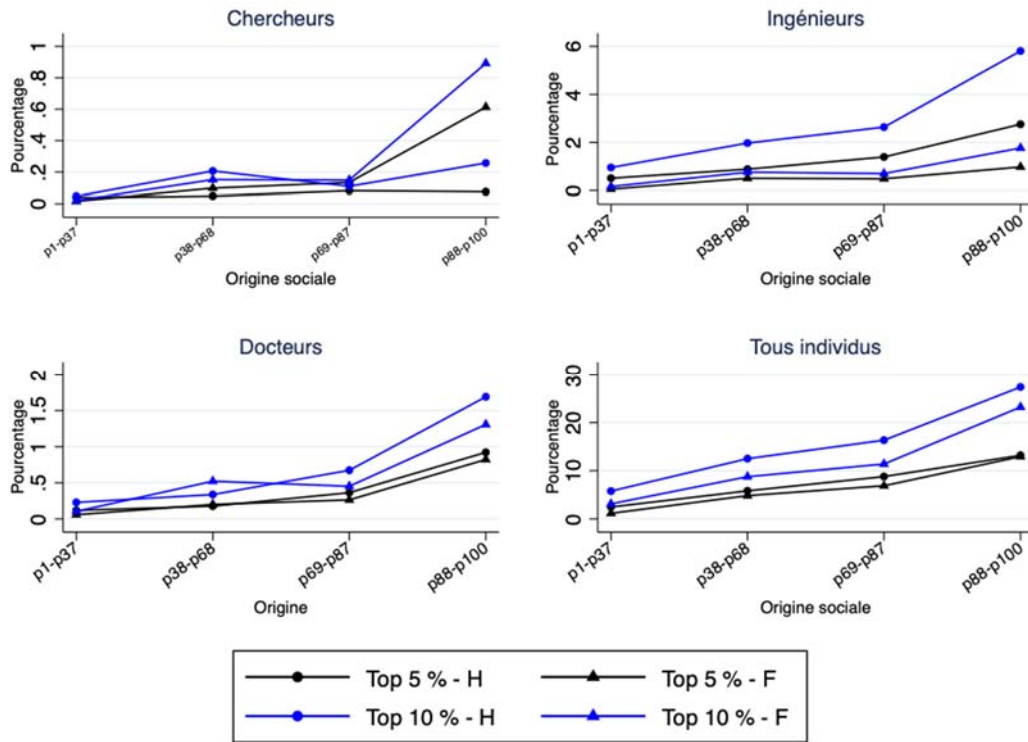 Chercheurs
Pourcentage
0
.2
.4
.6
.8
1
p1-p37
p38-p68
p69-p87
p88-p100
Origine sociale
Ingénieurs
Pourcentage
0
2
4
6
p1-p37
p38-p68
p69-p87
p88-p100
Origine sociale
Docteurs
Pourcentage
0
.5
1
1.5
2
p1-p37
p38-p68
p69-p87
p88-p100
Origine
Tous individus
Pourcentage
0
10
20
30
p1-p37
p38-p68
p69-p87
p88-p100
Origine sociale
Top 5 % - H
Top 5 % - F
Top 10 % - H
Top 10 % - F